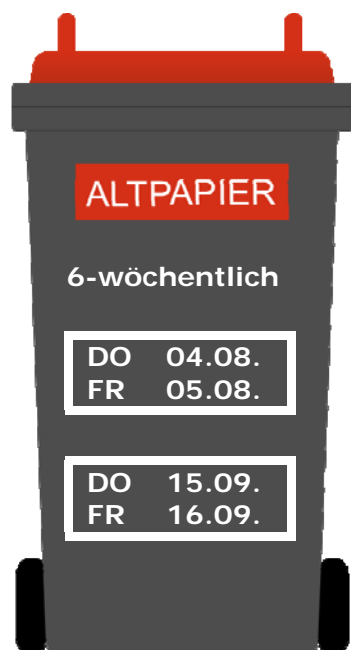 ALTPAPIER
6-wöchentlich
DO 04.08.
FR 05.08.
DO 15.09.
FR 16.09.